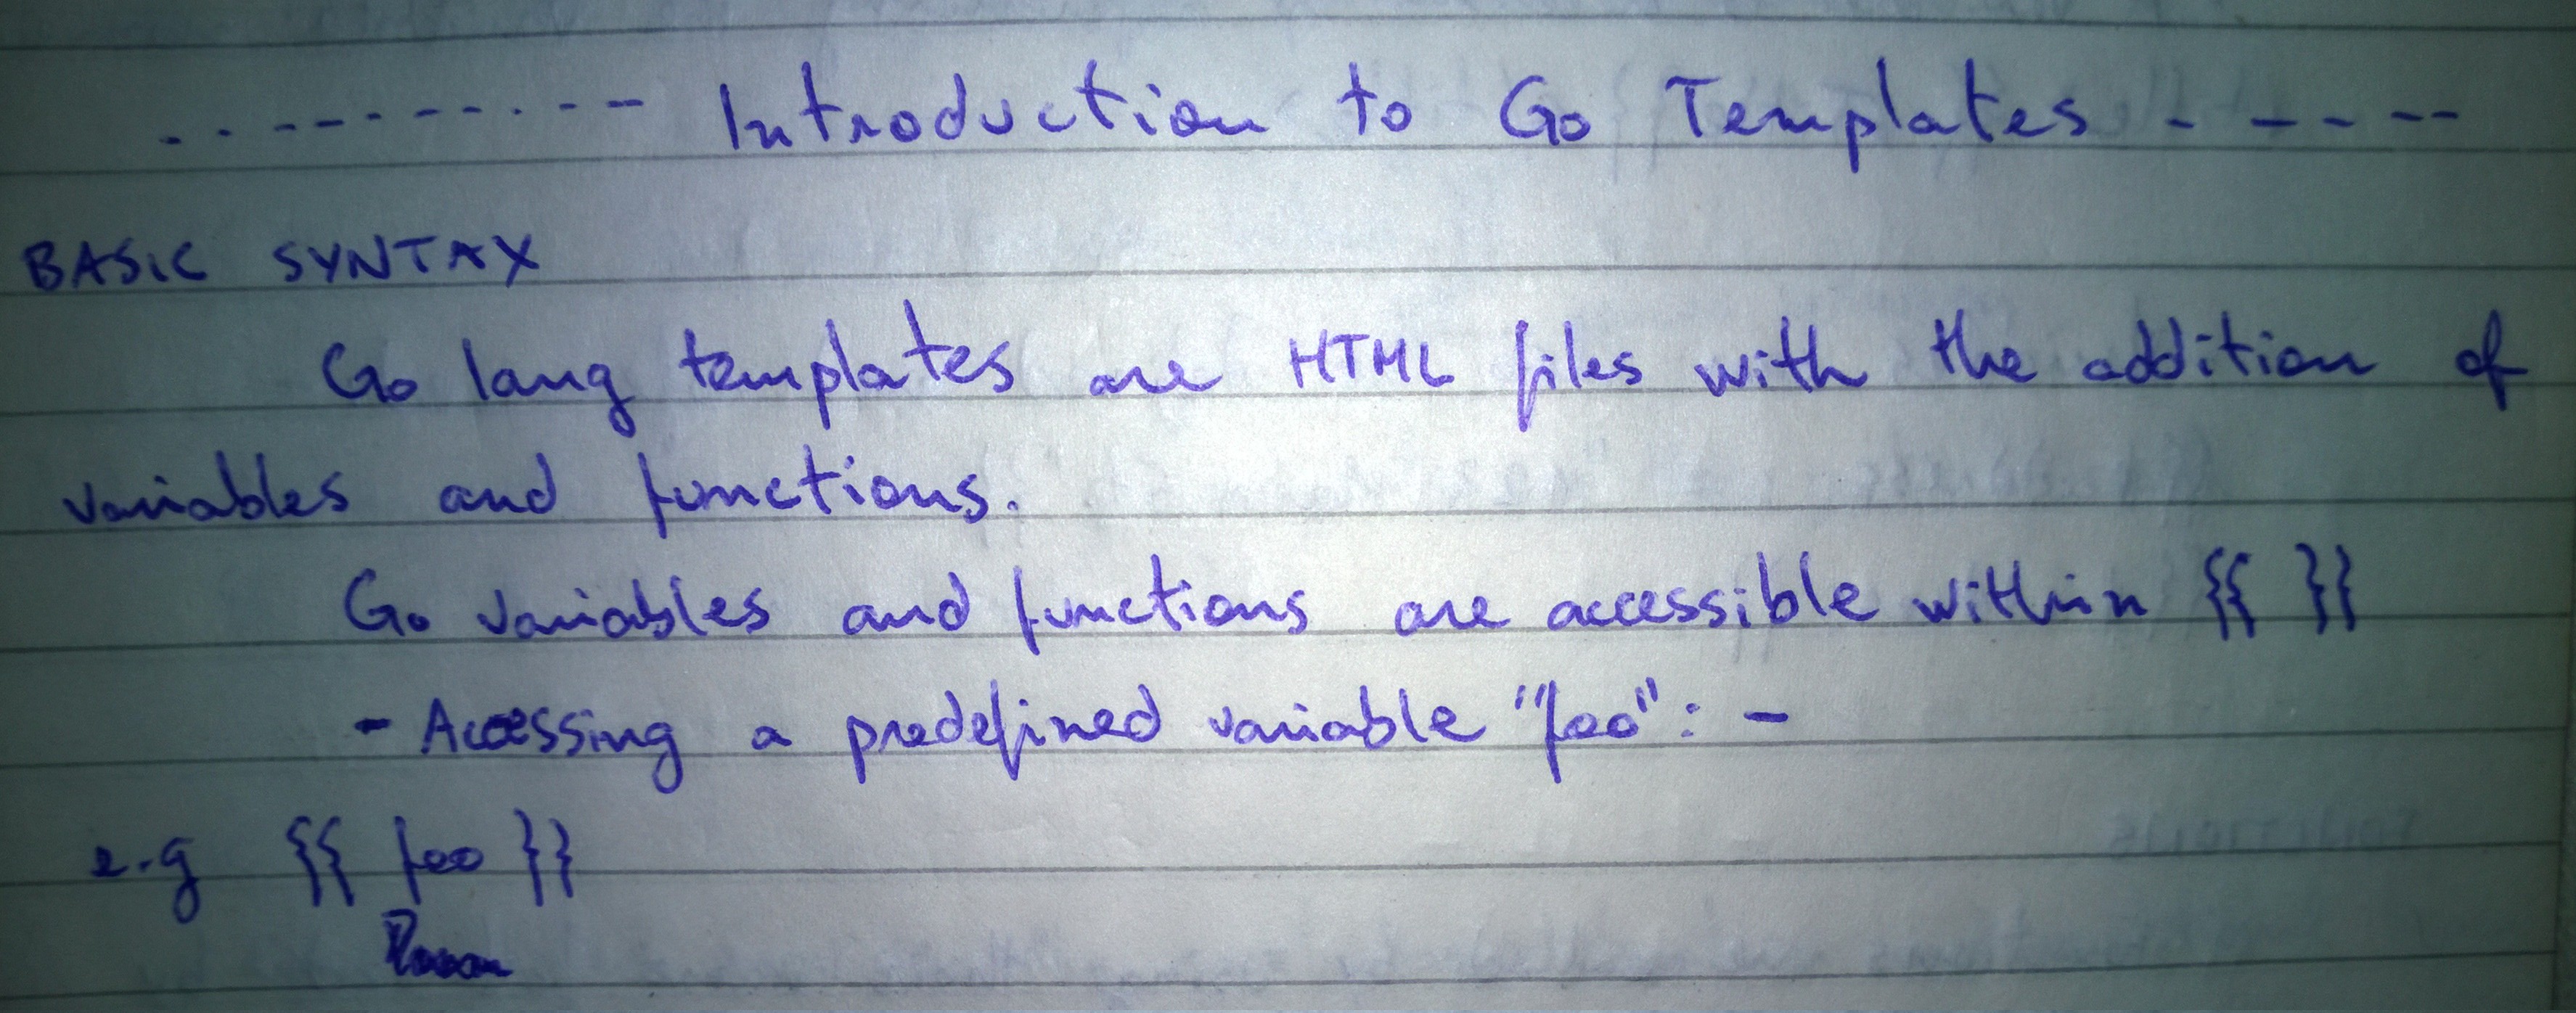 . . - - - - . - - Introduction to Go Templates - - - - - - -
BASIC SYNTAX
Go lang templates are HTML files with the addition of
variables and functions.
Go variables and functions are accessible within {{ }}
- Accessing a predefined variable "foo": -
e.g {{ foo }}